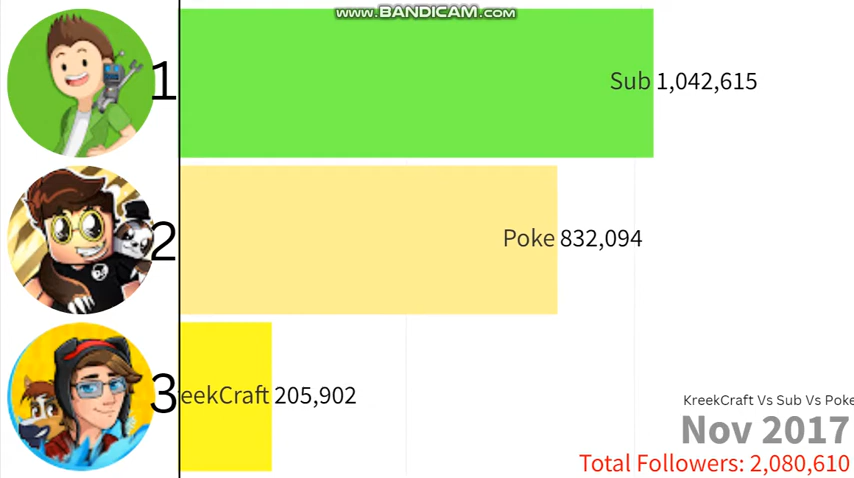 www.BANDICAM.com
1
Sub 1,042,615
2
Poke 832,094
3
eekCraft 205,902
KreekCraft Vs Sub Vs Poke
Nov 2017
Total Followers: 2,080,610